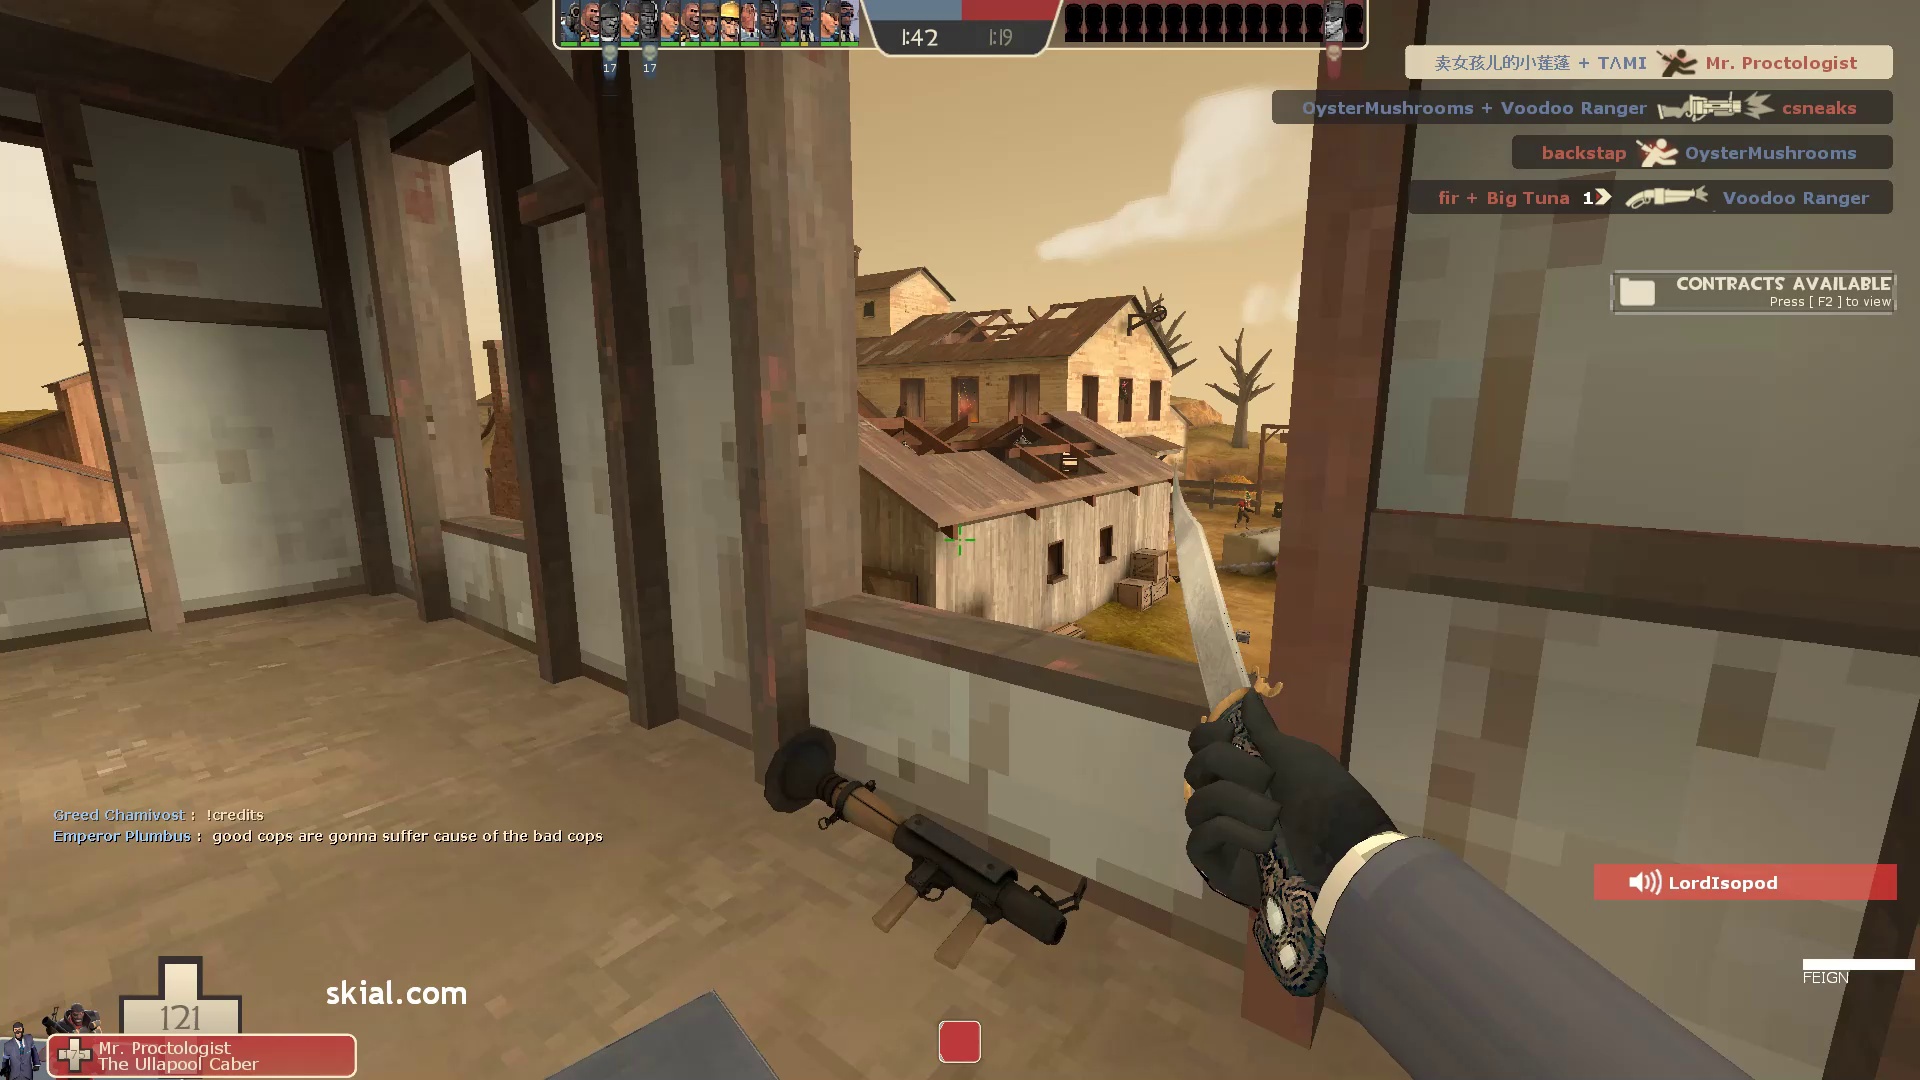 1:42
1:19
17
17
卖女孩儿的小莲蓬 + TΛMI Mr. Proctologist
OysterMushrooms + Voodoo Ranger csneaks
backstap OysterMushrooms
fir + Big Tuna 1 Voodoo Ranger
CONTRACTS AVAILABLE
Press [ F2 ] to view
Greed Chamivost : !credits
Emperor Plumbus : good cops are gonna suffer cause of the bad cops
LordIsopod
FEIGN
skial.com
121
175
Mr. Proctologist
The Ullapool Caber